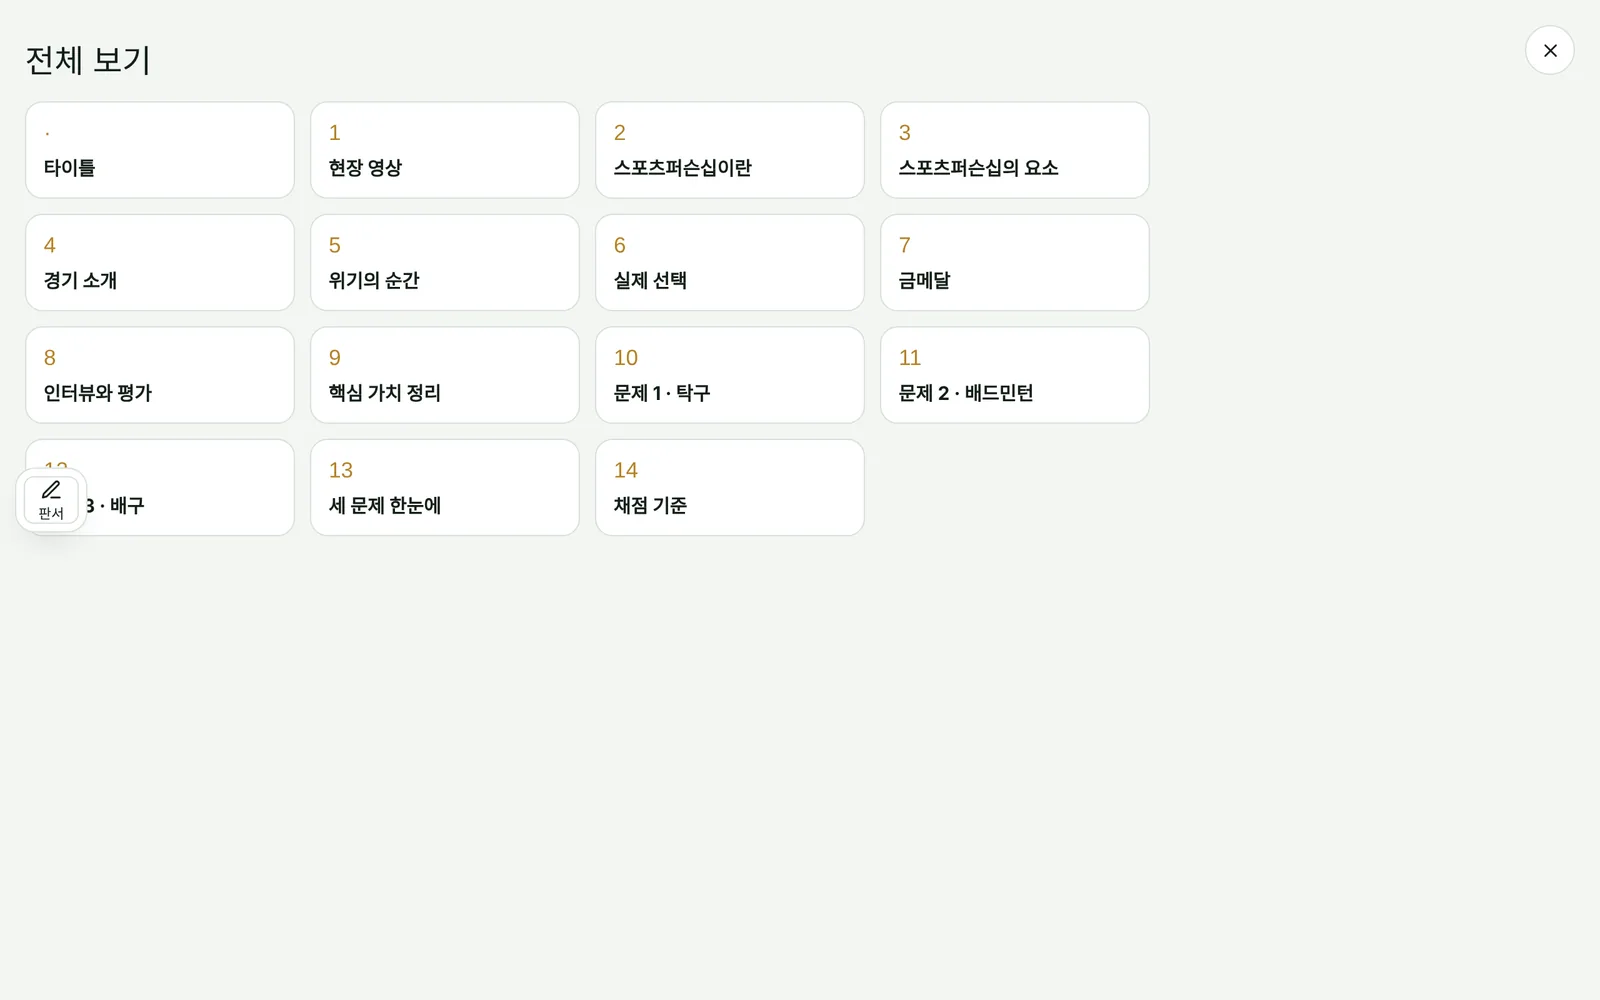 전체 보기
·
타이틀
1
현장 영상
2
스포츠퍼슨십이란
3
스포츠퍼슨십의 요소
4
경기 소개
5
위기의 순간
6
실제 선택
7
금메달
8
인터뷰와 평가
9
핵심 가치 정리
10
문제 1 · 탁구
11
문제 2 · 배드민턴
3 · 배구
판서
13
세 문제 한눈에
14
채점 기준